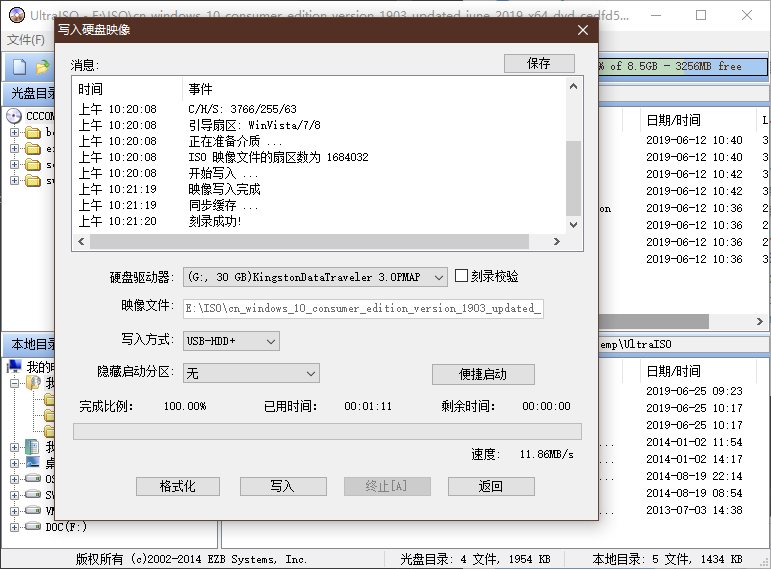 UltraISO - E:\ISO\cn_windows_10_consumer_edition_version_1903_updated_june_2019_x64_dvd_cedfd5...
文件(F)
写入硬盘映像
消息:
保存
% of 8.5GB - 3256MB free
光盘目录
时间 事件
上午 10:20:08 C/H/S: 3766/255/63
上午 10:20:08 引导扇区: WinVista/7/8
上午 10:20:08 正在准备介质 ...
上午 10:20:08 ISO 映像文件的扇区数为 1684032
上午 10:20:08 开始写入 ...
上午 10:21:19 映像写入完成
上午 10:21:19 同步缓存 ...
上午 10:21:20 刻录成功!
日期/时间
2019-06-12 10:40
2019-06-12 10:40
2019-06-12 10:42
2019-06-12 10:42
on 2019-06-12 10:36
2019-06-12 10:36
2019-06-12 10:36
2019-06-12 10:36
硬盘驱动器: (G:, 30 GB)KingstonDataTraveler 3.0PMAP 刻录校验
映像文件: E:\ISO\cn_windows_10_consumer_edition_version_1903_updated_
写入方式: USB-HDD+
隐藏启动分区: 无 便捷启动
完成比例: 100.00% 已用时间: 00:01:11 剩余时间: 00:00:00
速度: 11.86MB/s
格式化 写入 终止[A] 返回
本地目录
emp\UltraISO
我的电
DOC(F:)
日期/时间
2019-06-25 09:23
2019-06-25 10:17
2019-06-25 10:17
... 2014-01-02 11:54
2014-01-02 14:17
... 2014-08-19 22:14
... 2014-08-19 08:54
... 2013-07-03 14:38
版权所有 (c)2002-2014 EZB Systems, Inc. 光盘目录: 4 文件, 1954 KB 本地目录: 5 文件, 1434 KB